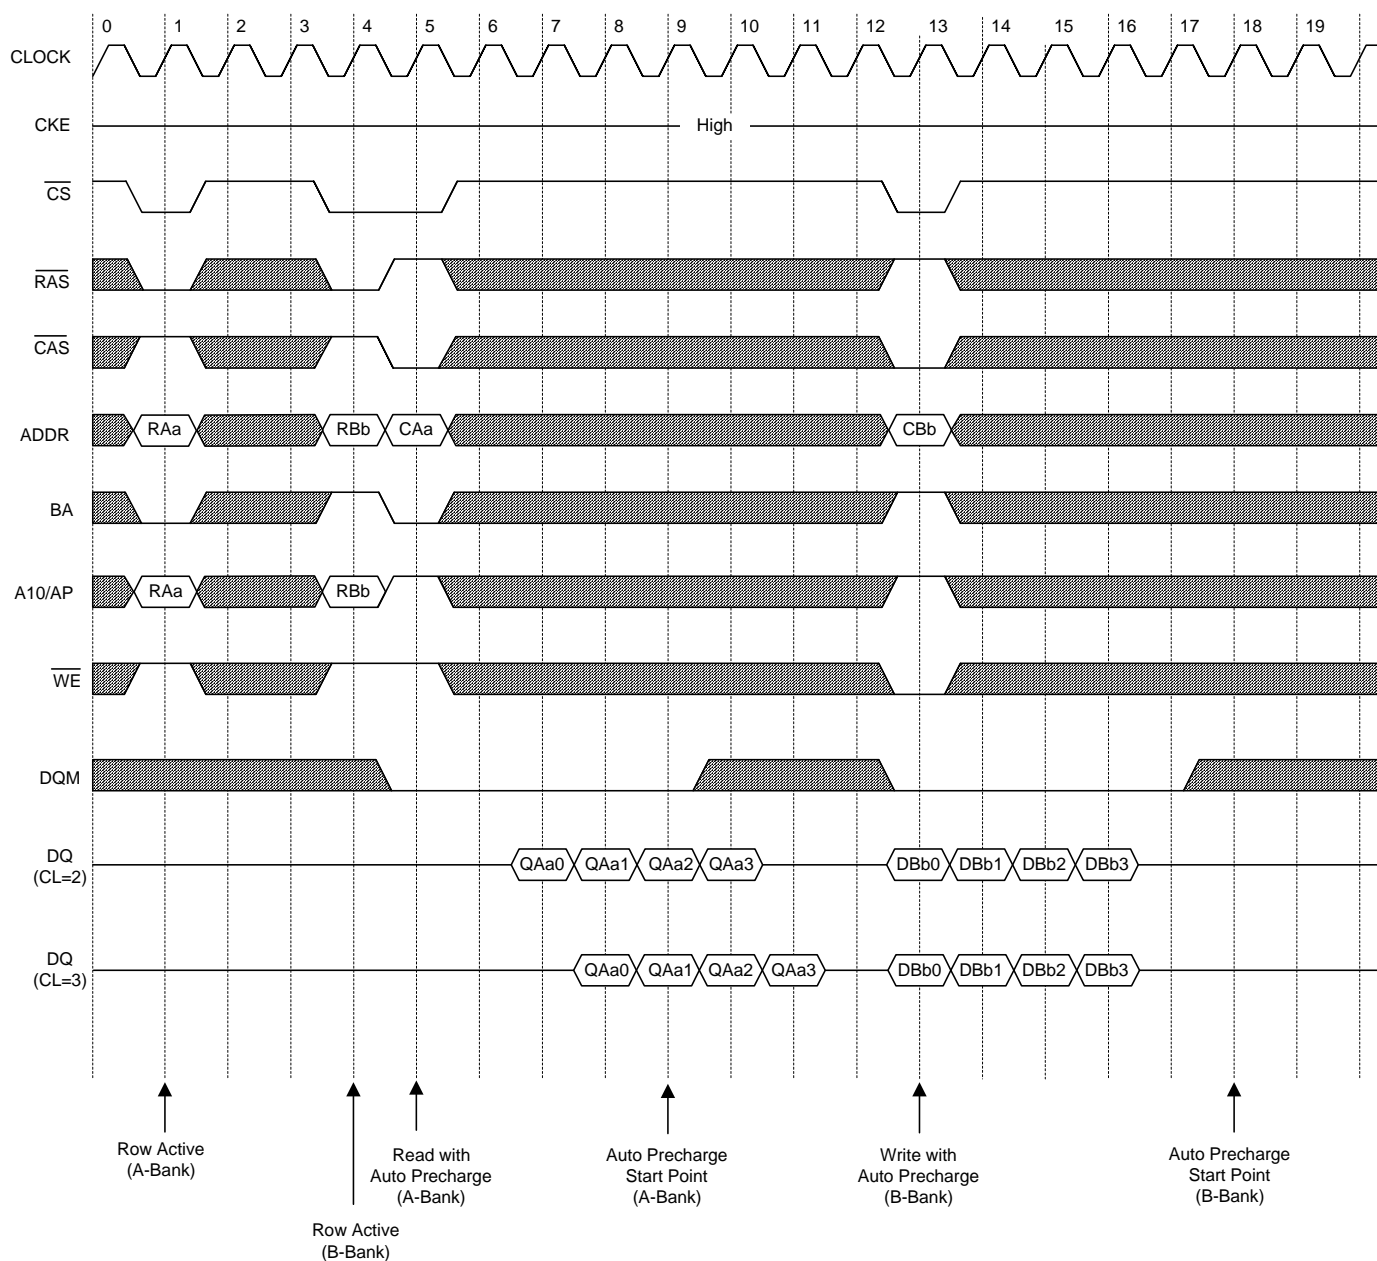 0 1 2 3 4 5 6 7 8 9 10 11 12 13 14 15 16 17 18 19
CLOCK
CKE High
CS
RAS
CAS
ADDR RAa RBb CAa CBb
BA
A10/AP RAa RBb
WE
DQM
DQ
(CL=2) QAa0 QAa1 QAa2 QAa3 DBb0 DBb1 DBb2 DBb3
DQ
(CL=3) QAa0 QAa1 QAa2 QAa3 DBb0 DBb1 DBb2 DBb3
Row Active
(A-Bank)
Row Active
(B-Bank)
Read with
Auto Precharge
(A-Bank)
Auto Precharge
Start Point
(A-Bank)
Write with
Auto Precharge
(B-Bank)
Auto Precharge
Start Point
(B-Bank)